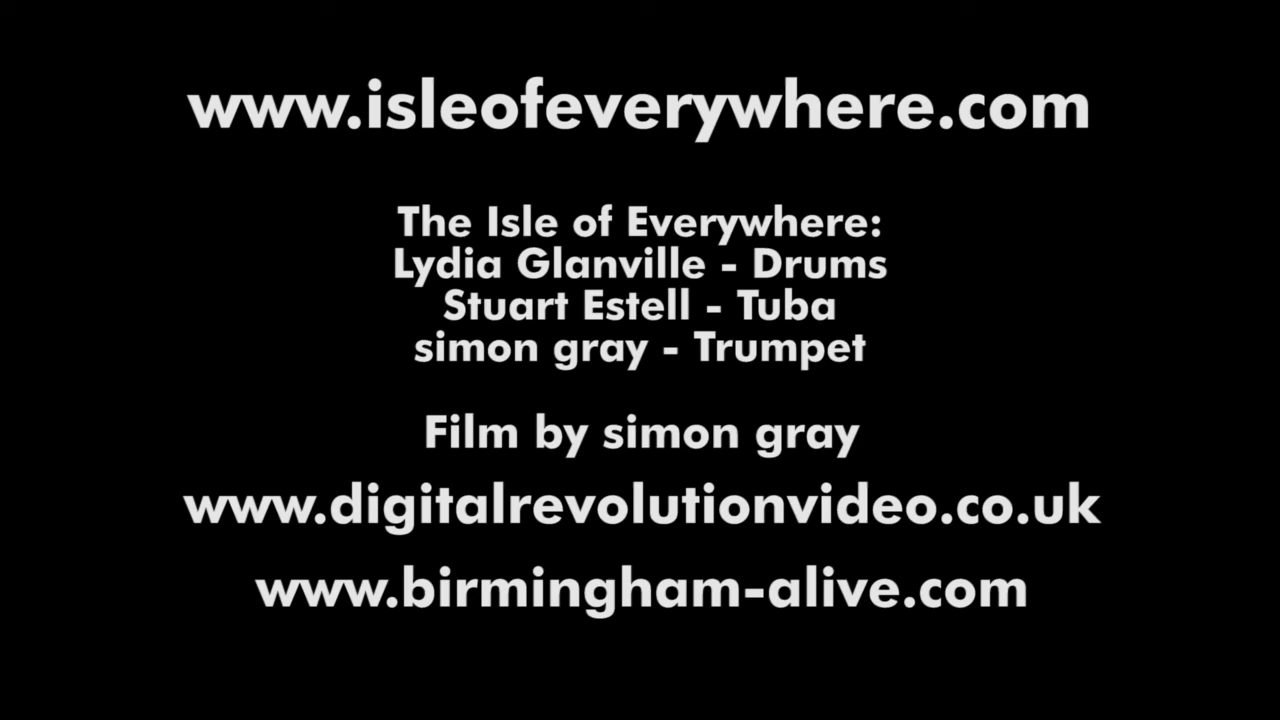 www.isleofeverywhere.com
The Isle of Everywhere:
Lydia Glanville - Drums
Stuart Estell - Tuba
simon gray - Trumpet
Film by simon gray
www.digitalrevolutionvideo.co.uk
www.birmingham-alive.com